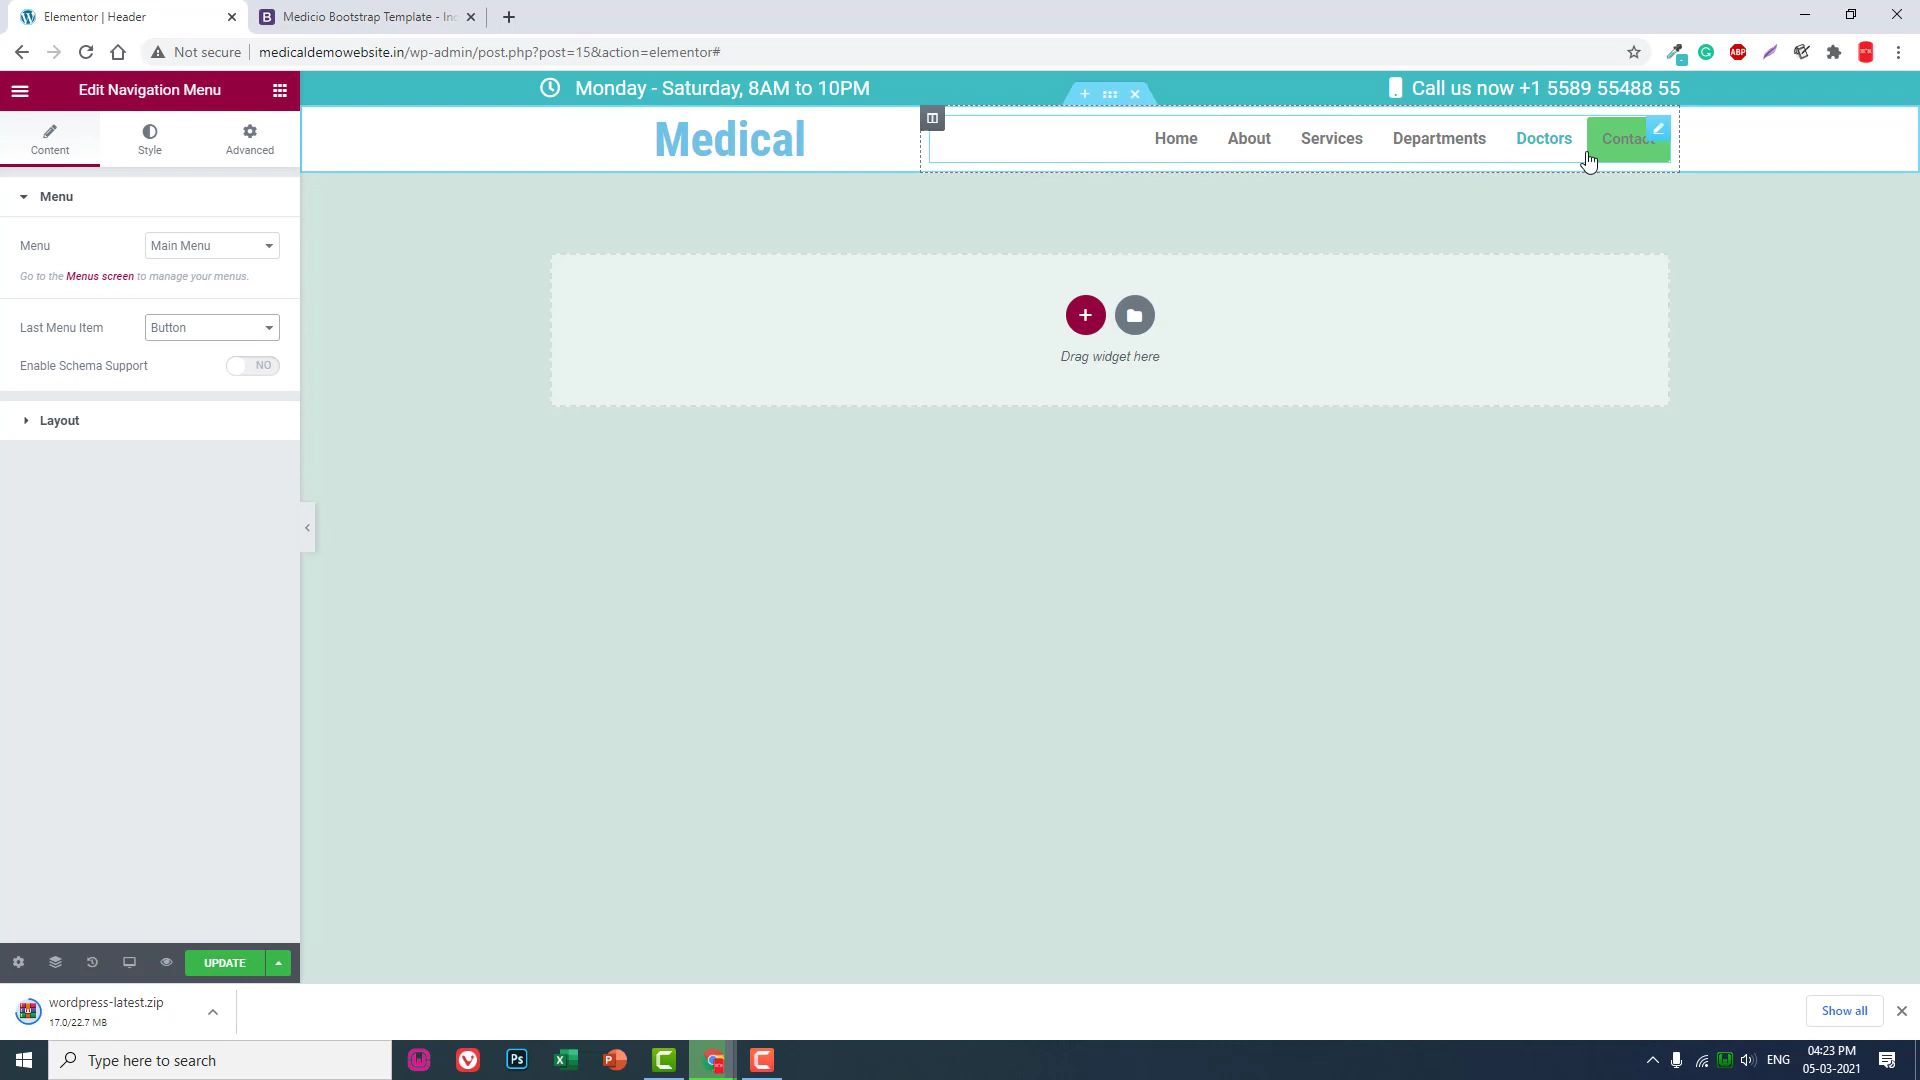 Elementor | Header
Medicio Bootstrap Template - Inc
Not secure
medicaldemowebsite.in/wp-admin/post.php?post=15&action=elementor#
ABP
Edit Navigation Menu
Monday - Saturday, 8AM to 10PM
Call us now +1 5589 55488 55
Content
Style
Advanced
Medical
Home
About
Services
Departments
Doctors
Contact
Menu
Menu
Main Menu
Go to the Menus screen to manage your menus.
Last Menu Item
Button
Enable Schema Support
NO
Layout
Drag widget here
UPDATE
wordpress-latest.zip
17.0/22.7 MB
Show all
Type here to search
Ps
ENG
04:23 PM
05-03-2021